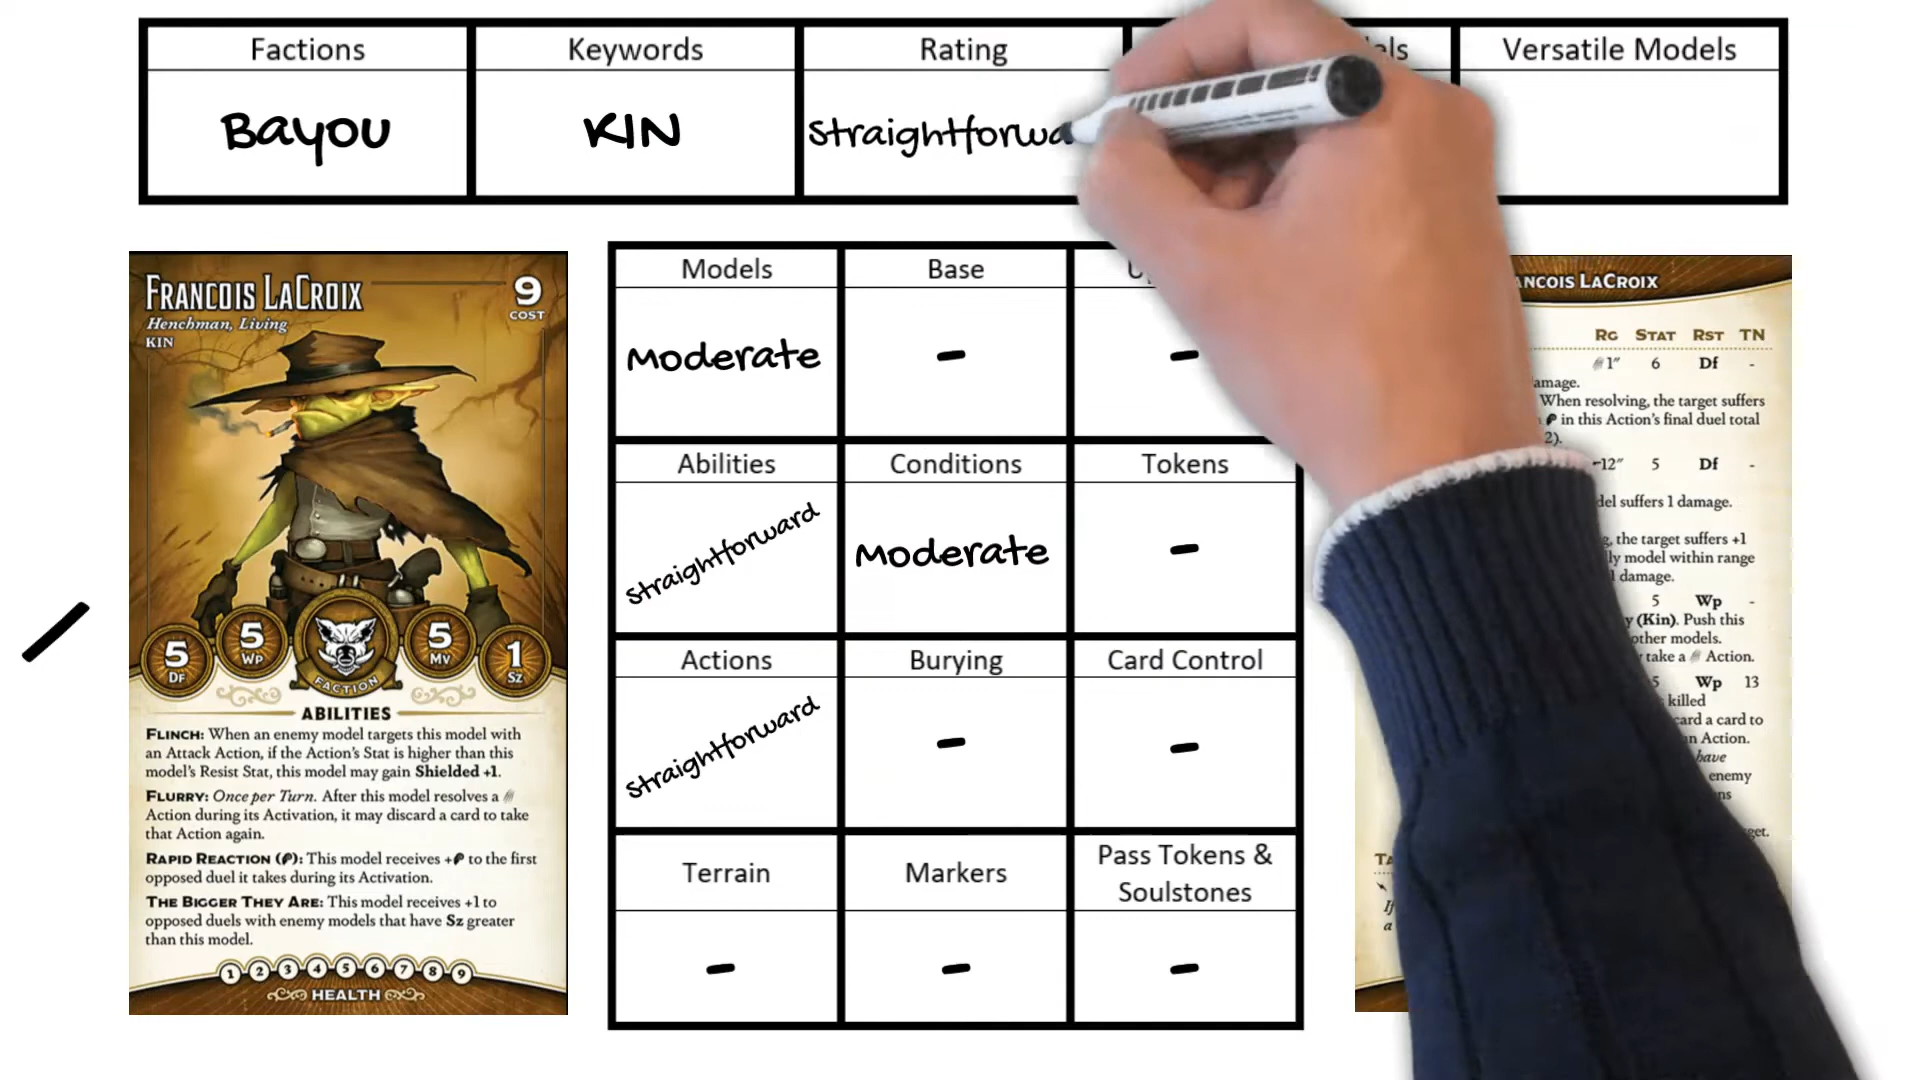 Factions
Keywords
Rating
Versatile Models
Bayou
KIN
straightforwa
FRANCOIS LACROIX
9
COST
Henchman, Living
KIN
5
DF
5
WP
FACTION
5
MV
1
SZ
ABILITIES
FLINCH: When an enemy model targets this model with
an Attack Action, if the Action's Stat is higher than this
model's Resist Stat, this model may gain Shielded +1.
FLURRY: Once per Turn. After this model resolves a
Action during its Activation, it may discard a card to take
that Action again.
RAPID REACTION ( ): This model receives + to the first
opposed duel it takes during its Activation.
THE BIGGER THEY ARE: This model receives +1 to
opposed duels with enemy models that have Sz greater
than this model.
1 2 3 4 5 6 7 8 9
HEALTH
Models
Base
Moderate
-
-
Abilities
Conditions
Tokens
straightforward
Moderate
-
Actions
Burying
Card Control
straightforward
-
-
Terrain
Markers
Pass Tokens &
Soulstones
-
-
-
NCOIS LACROIX
RG STAT RST TN
1" 6 Df -
amage.
When resolving, the target suffers
in this Action's final duel total
2).
12" 5 Df -
del suffers 1 damage.
g, the target suffers +1
ly model within range
1 damage.
5 Wp -
y (Kin). Push this
other models.
take a Action.
5 Wp 13
killed
card a card to
an Action.
have
enemy
ns
get.
TA
If
a